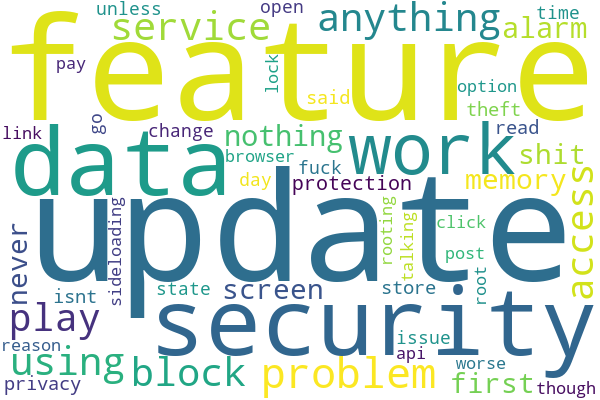 unless
open
time
feature
service
anything
alarm
pay
lock
said
option
theft
go
link
change
nothing
work
read
data
browser
fuck
shit
day
protection
memory
access
update
never
sideloading
rooting
talking
click
post
root
isnt
state
screen
store
play
security
reason
issue
api
using
block
problem
worse
first
privacy
though